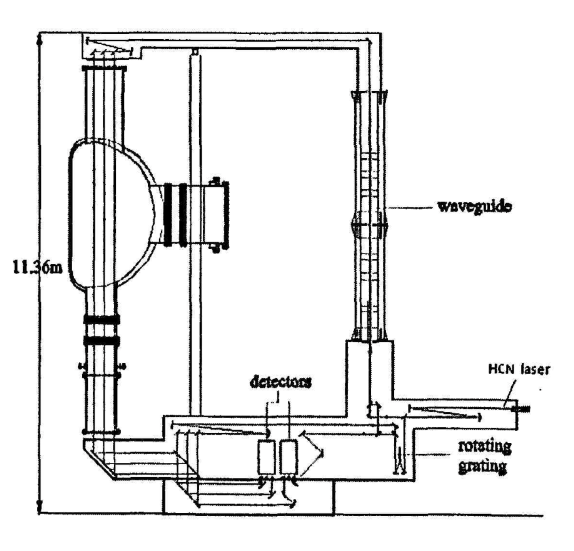 waveguide
11.36m
HCN laser
detectors
rotating
grating